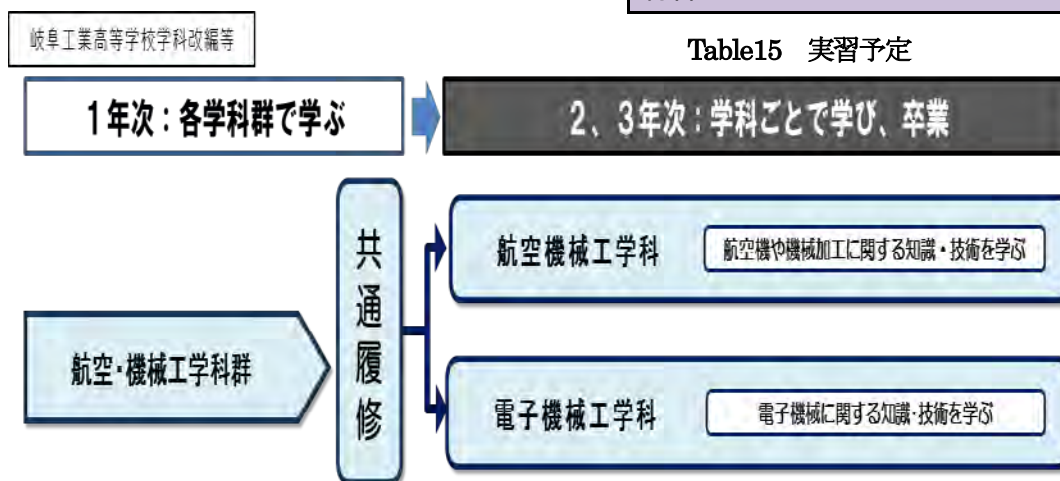 岐阜工業高等学校学科改編等
Table15 実習予定
1年次:各学科群で学ぶ
2、3年次:学科ごとで学び、卒業
航空・機械工学科群
共通履修
航空機械工学科
航空機や機械加工に関する知識・技術を学ぶ
電子機械工学科
電子機械に関する知識・技術を学ぶ